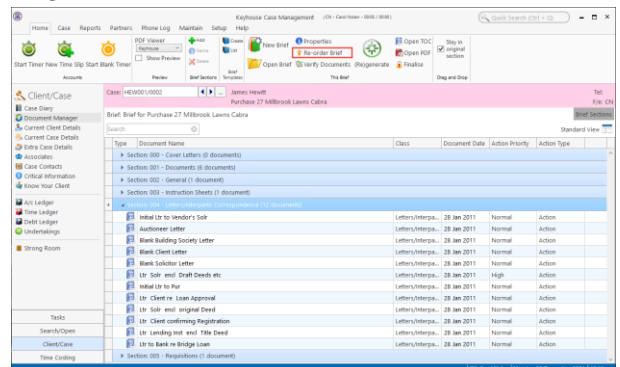 Keyhouse Case Management
Quick Search (Ctrl + Q)
Home Case Reports Partners Phone Log Maintain Setup Help
Start Timer New Time Slip Start Blank Timer
Accounts
PDF Viewer
Keyhouse
Show Preview
Preview
Add
Rename
Delete
Brief Sections
Create
List
Brief Templates
New Brief
Properties
Re-order Brief
Open Brief
Verify Documents
(Re)generate
Open TOC
Open PDF
Finalise
This Brief
Stay in original section
Drag and Drop
Client/Case
Case Diary
Document Manager
Current Client Details
Current Case Details
Extra Case Details
Associates
Case Contacts
Critical Information
Know Your Client
A/c Ledger
Time Ledger
Debt Ledger
Undertakings
Strong Room
Tasks
Search/Open
Client/Case
Time Costing
Case: HEW001/0002 ... James Hewitt Tel:
Purchase 27 Millbrook Lawns Cabra F/e: CN
Brief: Brief for Purchase 27 Millbrook Lawns Cabra Brief Sections
Search Standard View
Type Document Name Class Document Date Action Priority Action Type
Section: 000 - Cover Letters (0 documents)
Section: 001 - Documents (6 documents)
Section: 002 - General (1 document)
Section: 003 - Instruction Sheets (1 document)
Section: 004 - Letters/Interparte Correspondence (12 documents)
Initial Ltr to Vendor's Solr Letters/Interpa... 28 Jan 2011 Normal Action
Auctioneer Letter Letters/Interpa... 28 Jan 2011 Normal Action
Blank Building Society Letter Letters/Interpa... 28 Jan 2011 Normal Action
Blank Client Letter Letters/Interpa... 28 Jan 2011 Normal Action
Blank Solicitor Letter Letters/Interpa... 28 Jan 2011 Normal Action
Ltr Solr encl Draft Deeds etc Letters/Interpa... 28 Jan 2011 High Action
Initial Ltr to Pur Letters/Interpa... 28 Jan 2011 Normal Action
Ltr Client re Loan Approval Letters/Interpa... 28 Jan 2011 Normal Action
Ltr Solr encl original Deed Letters/Interpa... 28 Jan 2011 Normal Action
Ltr Client confirming Registration Letters/Interpa... 28 Jan 2011 Normal Action
Ltr Lending Inst encl Title Deed Letters/Interpa... 28 Jan 2011 Normal Action
Ltr to Bank re Bridge Loan Letters/Interpa... 28 Jan 2011 Normal Action
Section: 005 - Requisitions (1 document)